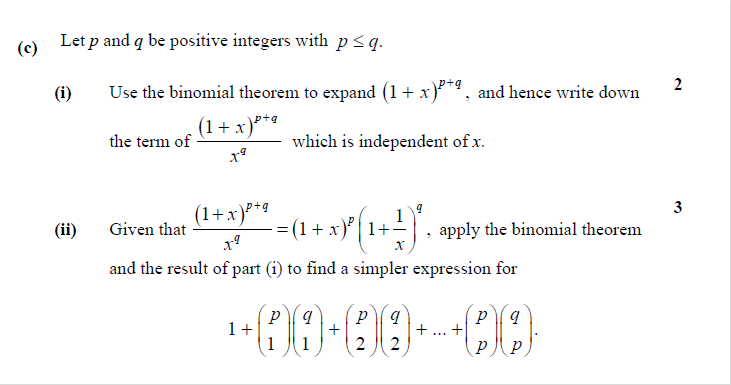 (c) Let p and q be positive integers with p ≤ q.
(i) Use the binomial theorem to expand (1 + x)^{p+q}, and hence write down 2
the term of \frac{(1 + x)^{p+q}}{x^q} which is independent of x.
(ii) Given that \frac{(1+x)^{p+q}}{x^q} = (1 + x)^p \left(1 + \frac{1}{x}\right)^q, apply the binomial theorem 3
and the result of part (i) to find a simpler expression for
1 + \binom{p}{1}\binom{q}{1} + \binom{p}{2}\binom{q}{2} + ... + \binom{p}{p}\binom{q}{p}.